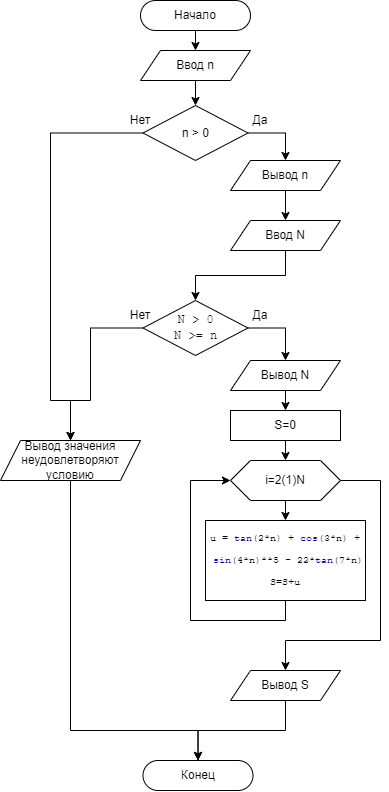 Начало
Ввод n
Нет
Да
n > 0
Вывод n
Ввод N
Нет
Да
N > 0
N >= n
Вывод N
S=0
Вывод значения
неудовлетворяют
условию
i=2(1)N
u = tan(2*n) + cos(3*n) +
sin(4*n)**5 - 22*tan(7*n)
S=S+u
Вывод S
Конец